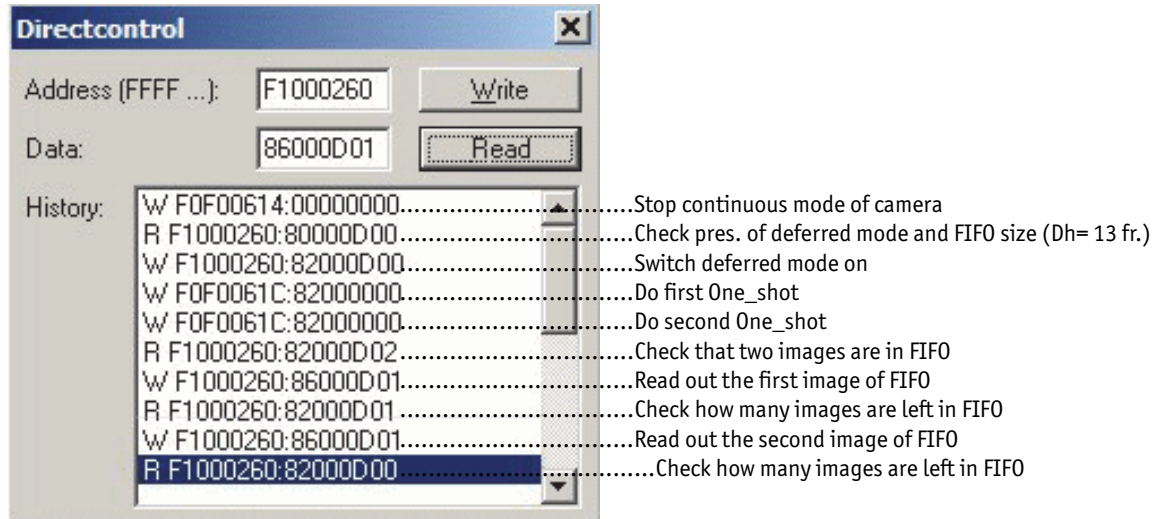 Directcontrol
Address (FFFF ...): F1000260 Write
Data: 86000D01 Read
History:
W F0F00614:00000000..............................Stop continuous mode of camera
R F1000260:80000D00..............................Check pres. of deferred mode and FIFO size (Dh= 13 fr.)
W F1000260:82000D00..............................Switch deferred mode on
W F0F0061C:82000000..............................Do first One_shot
W F0F0061C:82000000..............................Do second One_shot
R F1000260:82000D02..............................Check that two images are in FIFO
W F1000260:86000D01..............................Read out the first image of FIFO
R F1000260:82000D01..............................Check how many images are left in FIFO
W F1000260:86000D01..............................Read out the second image of FIFO
R F1000260:82000D00..............................Check how many images are left in FIFO